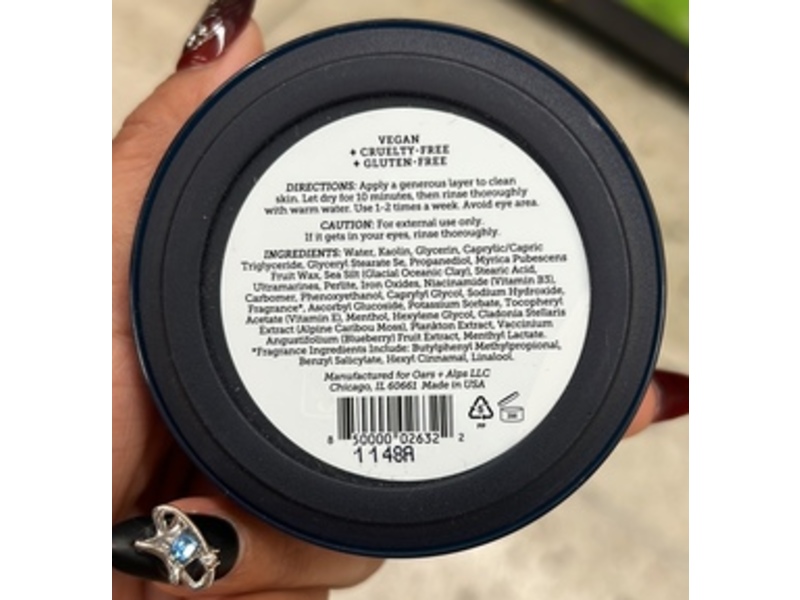 VEGAN
+ CRUELTY-FREE
+ GLUTEN-FREE
DIRECTIONS: Apply a generous layer to clean
skin. Let dry for 10 minutes, then rinse thoroughly
with warm water. Use 1-2 times a week. Avoid eye area.
CAUTION: For external use only.
If it gets in your eyes, rinse thoroughly.
INGREDIENTS: Water, Kaolin, Glycerin, Caprylic/Capric
Triglyceride, Glyceryl Stearate Se, Propanediol, Myrica Pubescens
Fruit Wax, Sea Silt (Glacial Oceanic Clay), Stearic Acid,
Ultramarines, Perlite, Iron Oxides, Niacinamide (Vitamin B3),
Carbomer, Phenoxyethanol, Caprylyl Glycol, Sodium Hydroxide,
Fragrance*, Ascorbyl Glucoside, Potassium Sorbate, Tocopheryl
Acetate (Vitamin E), Menthol, Hexylene Glycol, Cladonia Stellaris
Extract (Alpine Caribou Moss), Plankton Extract, Vaccinium
Angustifolium (Blueberry) Fruit Extract, Menthyl Lactate.
*Fragrance Ingredients Include: Butylphenyl Methylpropional,
Benzyl Salicylate, Hexyl Cinnamal, Linalool.
Manufactured for Oars + Alps LLC
Chicago, IL 60661 Made in USA
5
PP
8 50000 02632 2
1148A